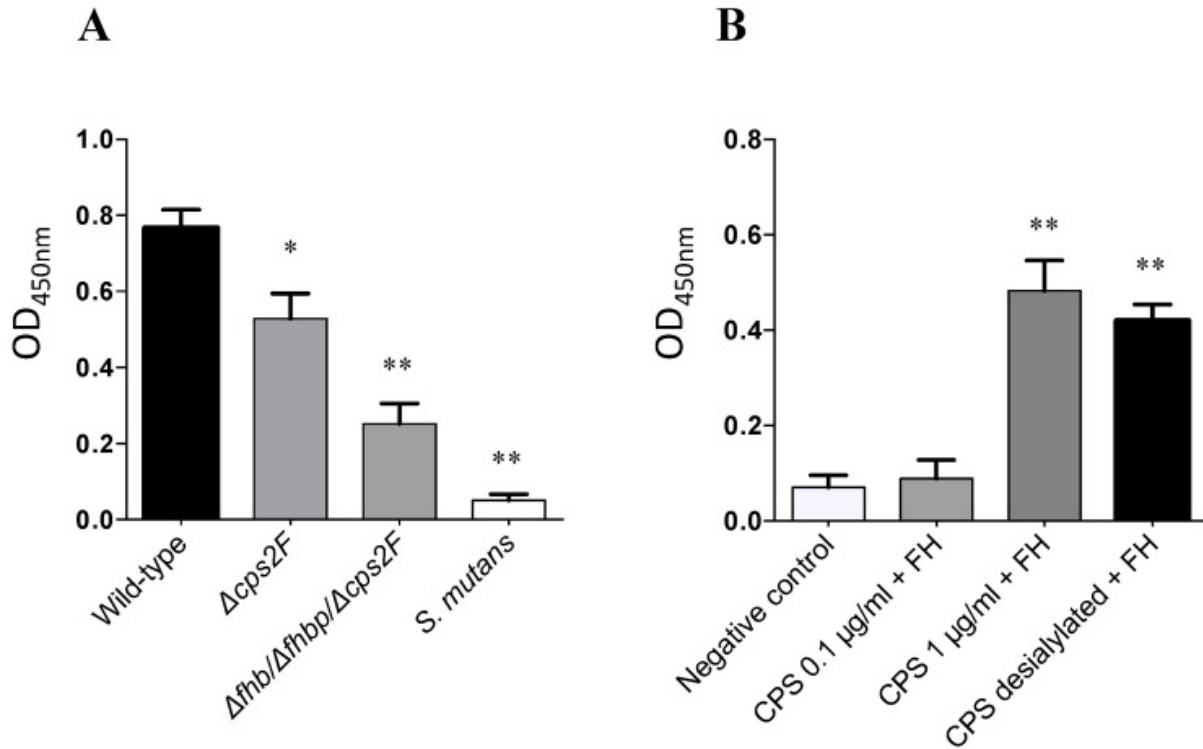 A
B
OD450nm
1.0
0.8
0.6
0.4
0.2
0.0
*
**
**
Wild-type
Δcps2F
Δfhb/Δfhbp/Δcps2F
S. mutans
OD450nm
0.8
0.6
0.4
0.2
0.0
**
**
Negative control
CPS 0.1 µg/ml + FH
CPS 1 µg/ml + FH
CPS desialylated + FH